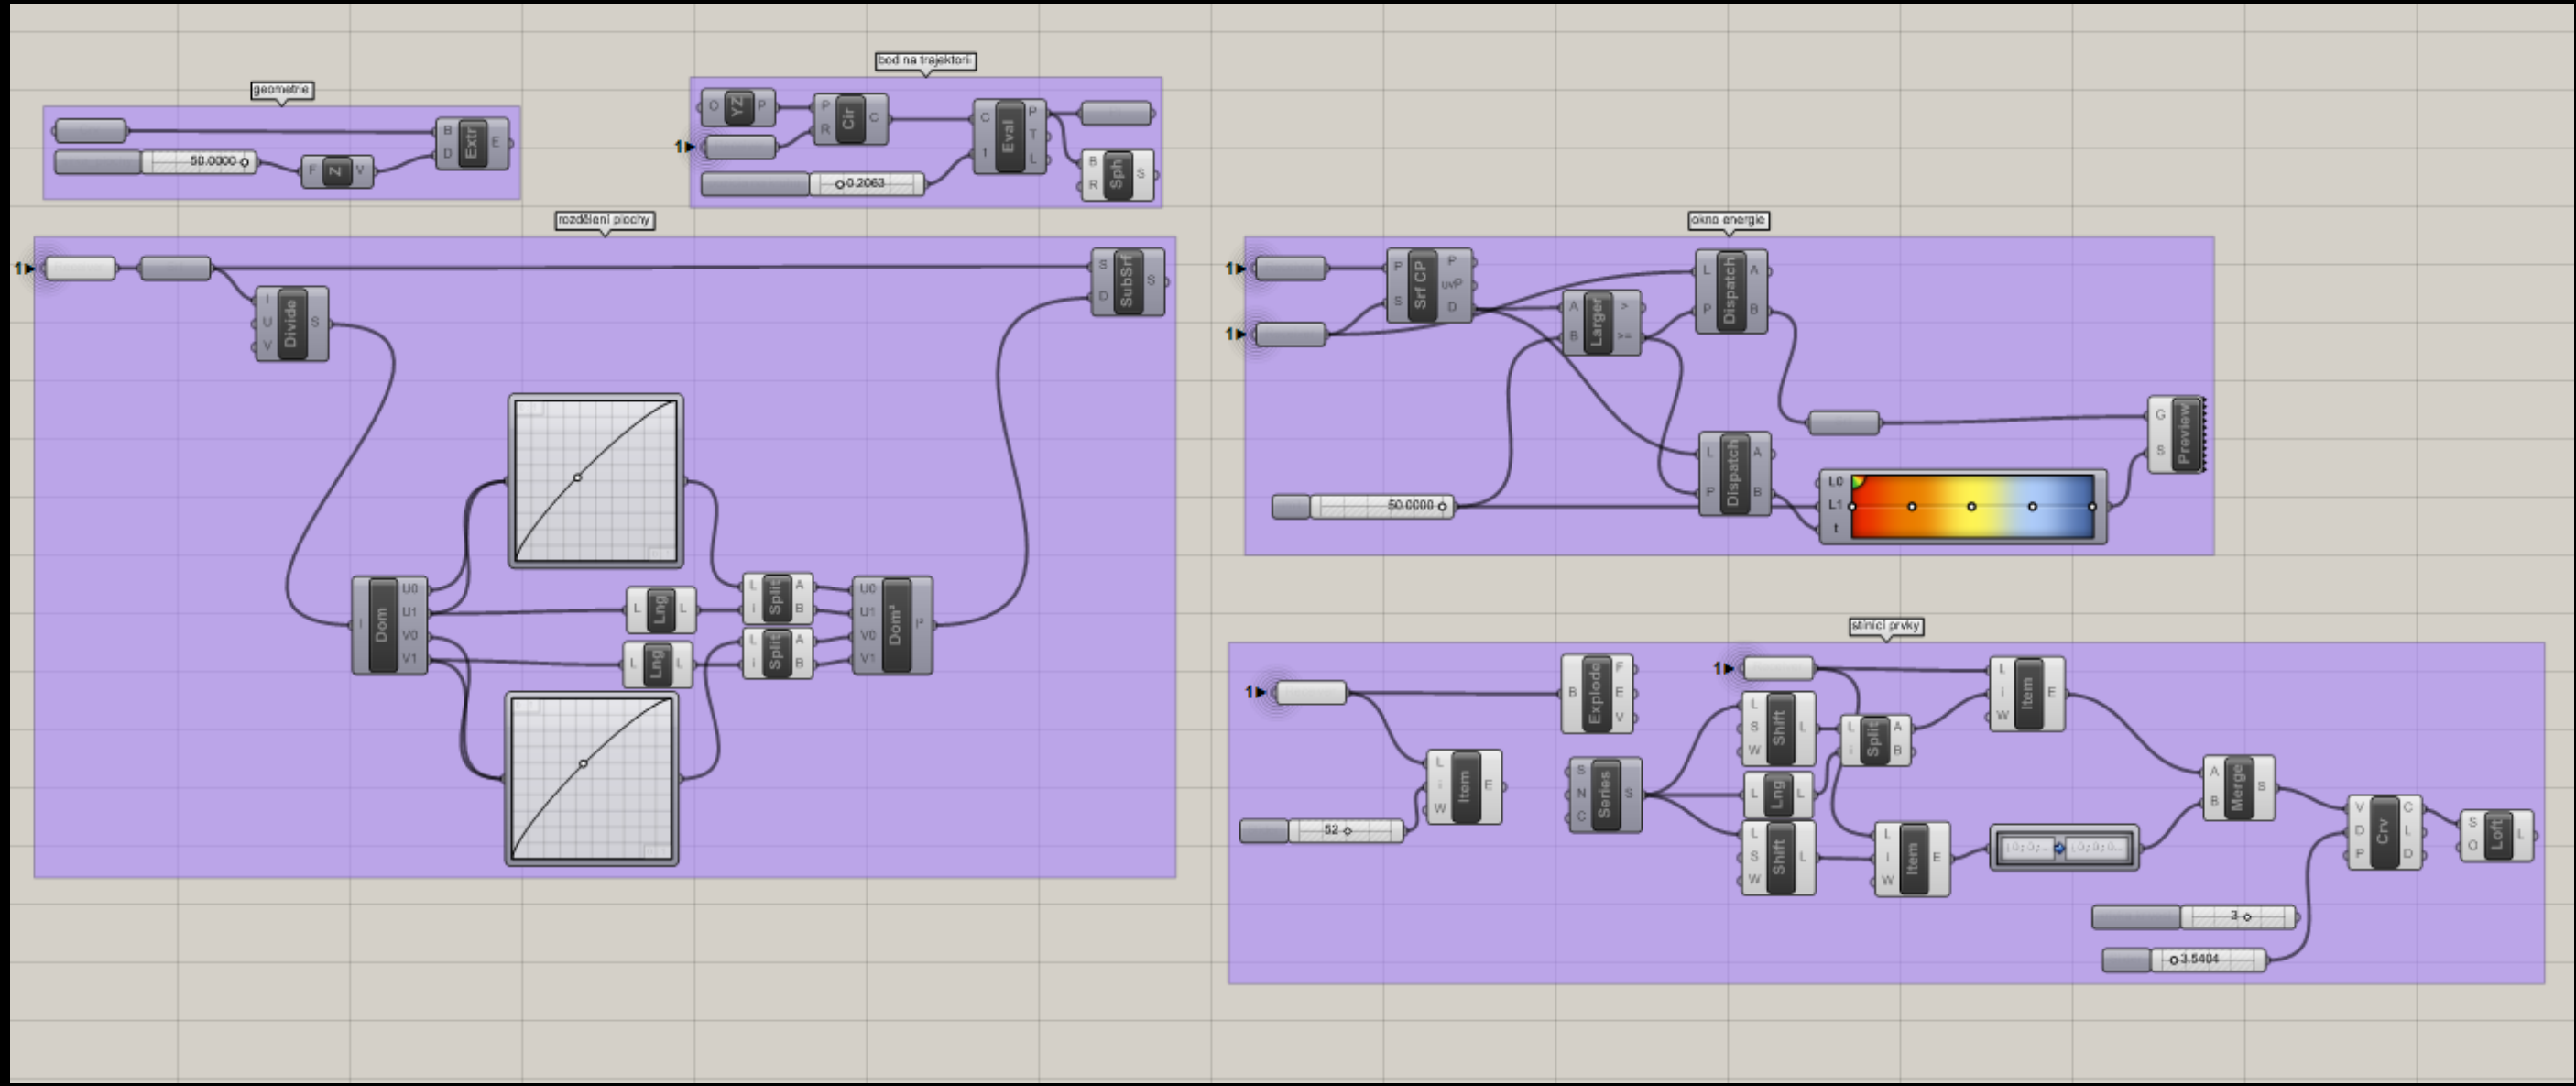 geometrie
50.0000
F Z V
B D Extr E
bod na trajektorii
O YZ P
1
P R Cir C
0.2063
C t Eval P T L
B R Sph S
rozdělení plochy
1
I U V Divide S
S D SubSrf S
I Dom U0 U1 V0 V1
L Lng L
L Lng L
L i Split A B
L i Split A B
U0 U1 V0 V1 Dom² I²
okno energie
1
1
P S Srf CP P uvP D
A B Larger > >=
L P Dispatch A B
50.0000
L P Dispatch A B
L0 L1 t
G S Preview
stínící prvky
1
B Explode F E V
L i W Item E
52
S N C Series S
1
L S W Shift L
L Lng L
L S W Shift L
L i Split A B
L i W Item E
L i W Item E
A B Merge S
3
3.5404
V D P Crv C L D
S O Loft L